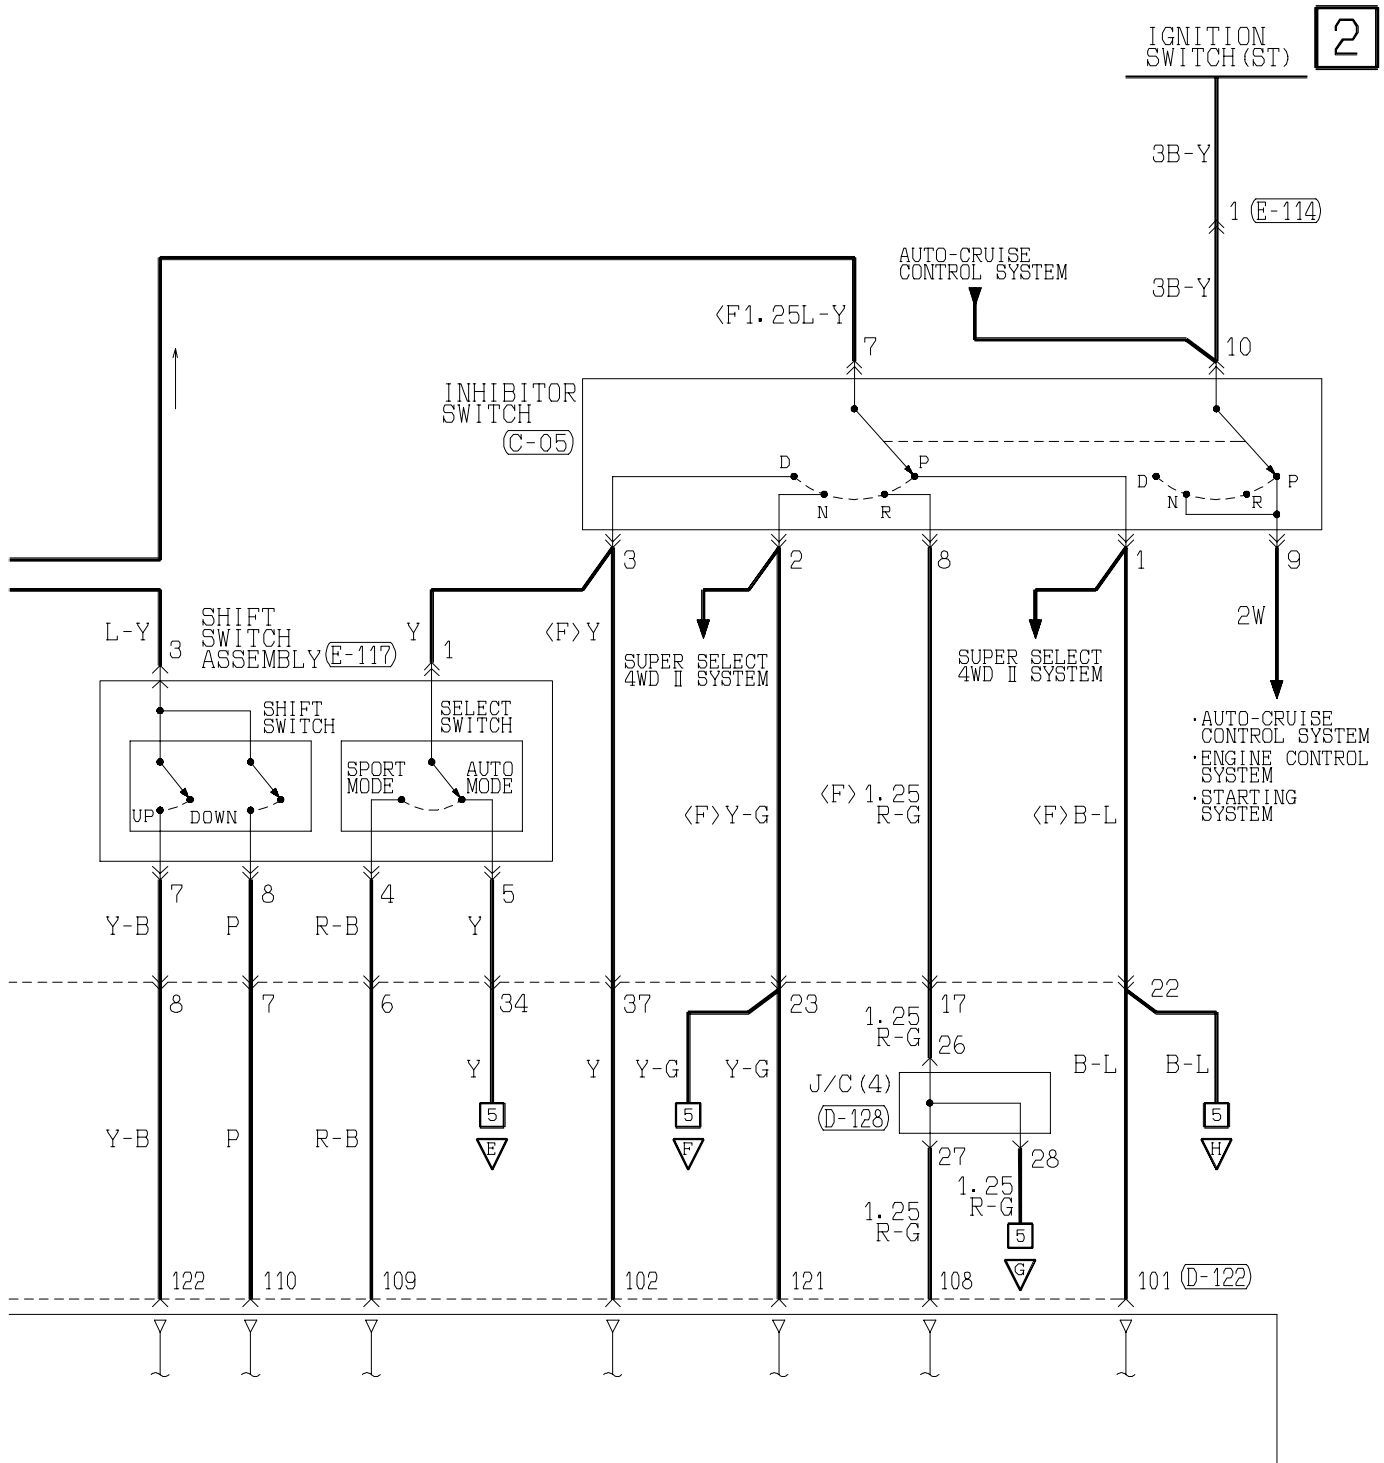 2
IGNITION
SWITCH(ST)
3B-Y
1 (E-114)
AUTO-CRUISE
CONTROL SYSTEM
3B-Y
<F1.25L-Y
7
10
INHIBITOR
SWITCH
(C-05)
D
P
N
R
D
P
N
R
3
2
8
1
9
L-Y
3
SHIFT
SWITCH
ASSEMBLY (E-117)
Y
1
<F>Y
SUPER SELECT
4WD II SYSTEM
SUPER SELECT
4WD II SYSTEM
2W
·AUTO-CRUISE
CONTROL SYSTEM
·ENGINE CONTROL
SYSTEM
·STARTING
SYSTEM
SHIFT
SWITCH
SELECT
SWITCH
SPORT
MODE
AUTO
MODE
UP
DOWN
<F>Y-G
<F>1.25
R-G
<F>B-L
7
8
4
5
Y-B
P
R-B
Y
8
7
6
34
37
23
17
22
1.25
R-G
26
Y
Y
Y-G
Y-G
B-L
B-L
J/C(4)
(D-128)
5
E
5
F
5
H
Y-B
P
R-B
27
28
1.25
R-G
1.25
R-G
5
G
122
110
109
102
121
108
101 (D-122)